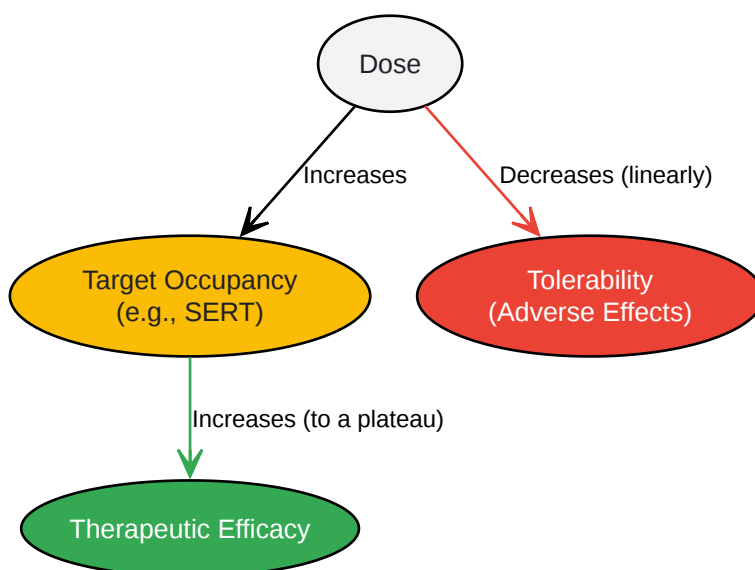 Dose
Increases
Decreases (linearly)
Target Occupancy
(e.g., SERT)
Tolerability
(Adverse Effects)
Increases (to a plateau)
Therapeutic Efficacy